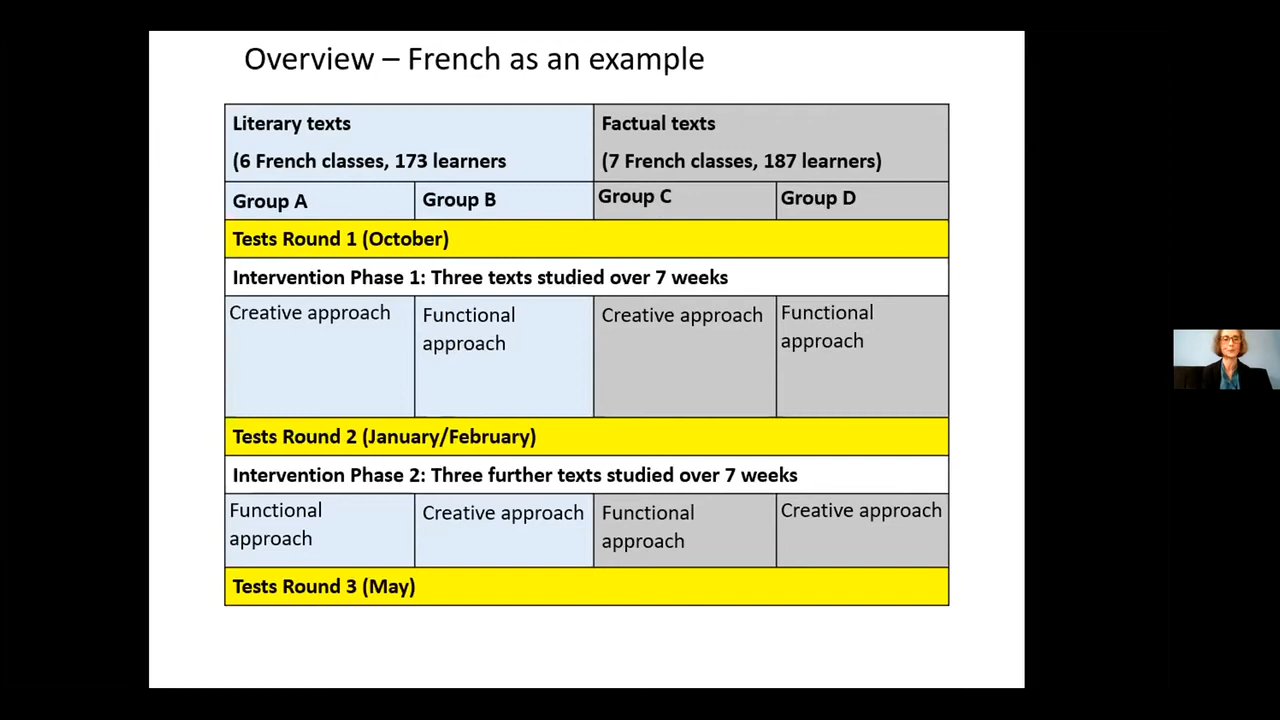 Overview – French as an example
Literary texts
(6 French classes, 173 learners
Factual texts
(7 French classes, 187 learners)
Group A
Group B
Group C
Group D
Tests Round 1 (October)
Intervention Phase 1: Three texts studied over 7 weeks
Creative approach
Functional
approach
Creative approach
Functional
approach
Tests Round 2 (January/February)
Intervention Phase 2: Three further texts studied over 7 weeks
Functional
approach
Creative approach
Functional
approach
Creative approach
Tests Round 3 (May)